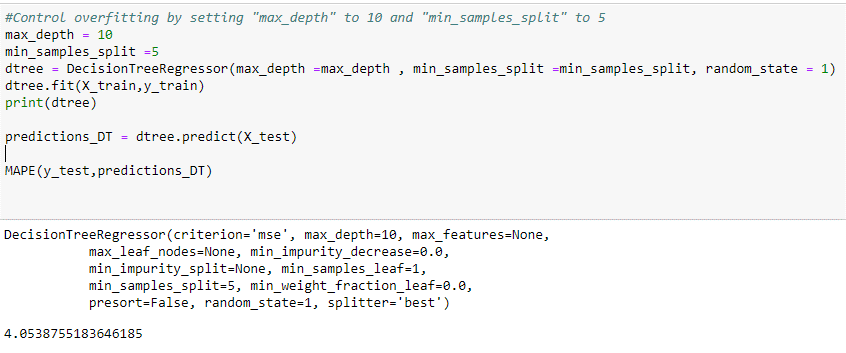 #Control overfitting by setting "max_depth" to 10 and "min_samples_split" to 5
max_depth = 10
min_samples_split =5
dtree = DecisionTreeRegressor(max_depth =max_depth , min_samples_split =min_samples_split, random_state = 1)
dtree.fit(X_train,y_train)
print(dtree)
predictions_DT = dtree.predict(X_test)
MAPE(y_test,predictions_DT)
DecisionTreeRegressor(criterion='mse', max_depth=10, max_features=None,
max_leaf_nodes=None, min_impurity_decrease=0.0,
min_impurity_split=None, min_samples_leaf=1,
min_samples_split=5, min_weight_fraction_leaf=0.0,
presort=False, random_state=1, splitter='best')
4.0538755183646185